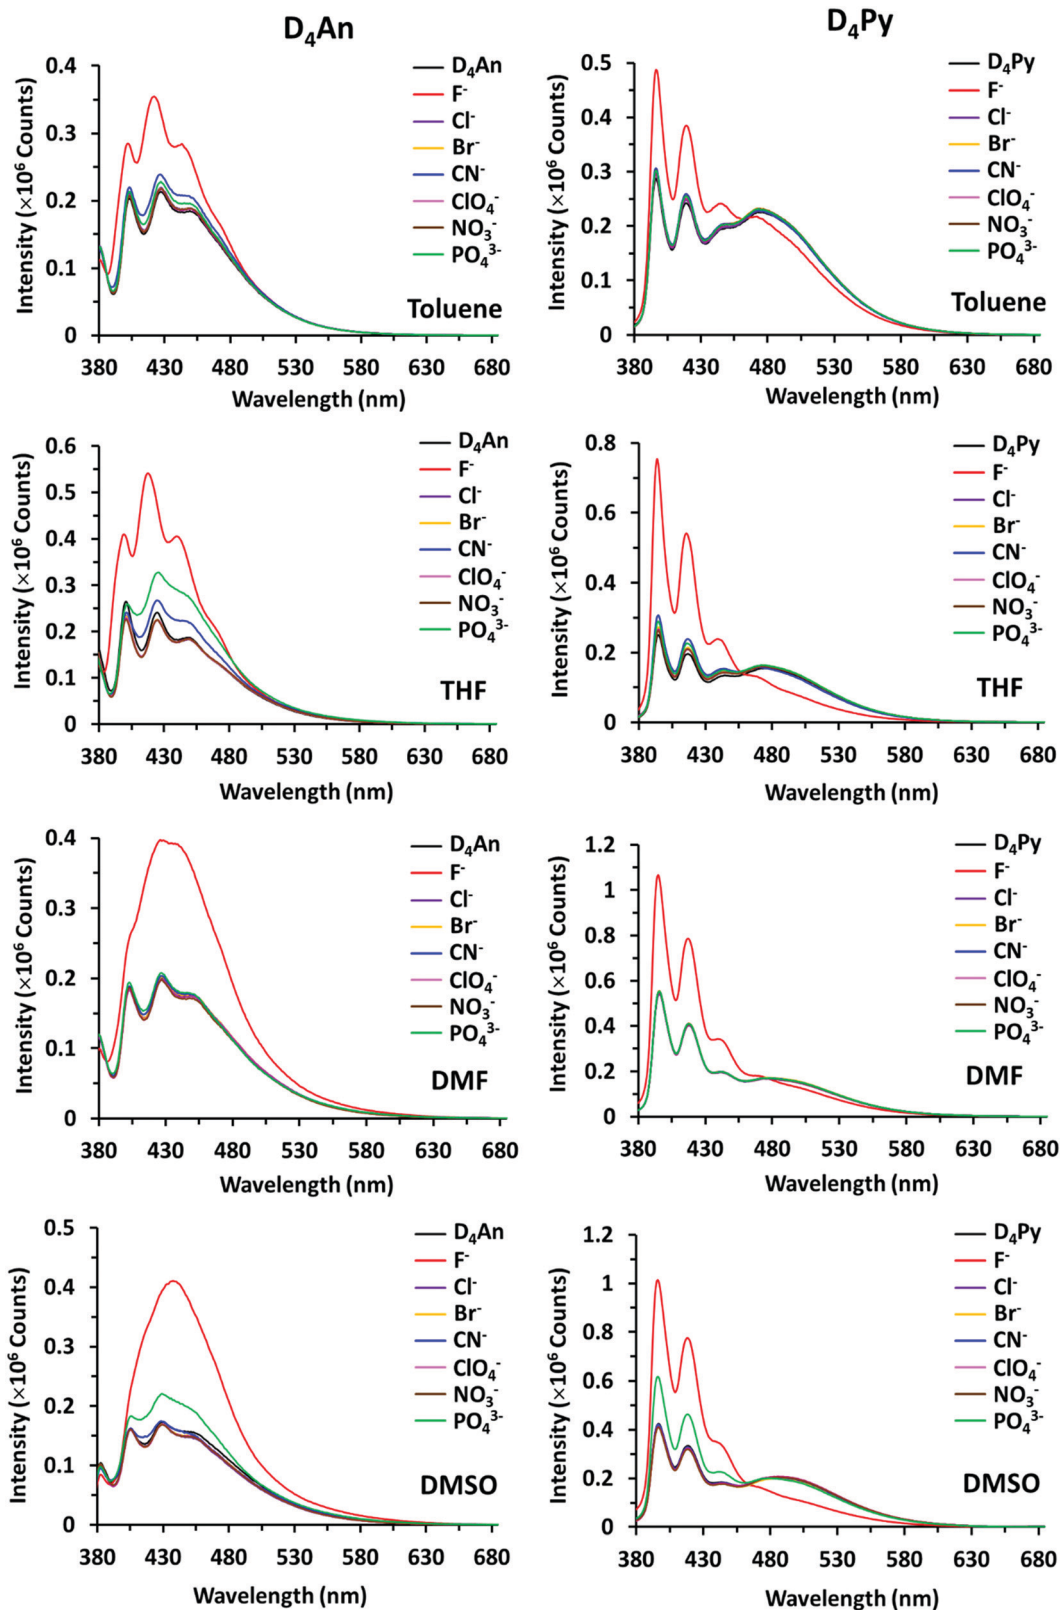 D₄An
D₄Py
Intensity (×10⁶ Counts)
0.4
0.3
0.2
0.1
0
D₄An
F⁻
Cl⁻
Br⁻
CN⁻
ClO₄⁻
NO₃⁻
PO₄³⁻
Toluene
380 430 480 530 580 630 680
Wavelength (nm)
Intensity (×10⁶ Counts)
0.5
0.4
0.3
0.2
0.1
0
D₄Py
F⁻
Cl⁻
Br⁻
CN⁻
ClO₄⁻
NO₃⁻
PO₄³⁻
Toluene
380 430 480 530 580 630 680
Wavelength (nm)
Intensity (×10⁶ Counts)
0.6
0.5
0.4
0.3
0.2
0.1
0
D₄An
F⁻
Cl⁻
Br⁻
CN⁻
ClO₄⁻
NO₃⁻
PO₄³⁻
THF
380 430 480 530 580 630 680
Wavelength (nm)
Intensity (×10⁶ Counts)
0.8
0.6
0.4
0.2
0
D₄Py
F⁻
Cl⁻
Br⁻
CN⁻
ClO₄⁻
NO₃⁻
PO₄³⁻
THF
380 430 480 530 580 630 680
Wavelength (nm)
Intensity (×10⁶ Counts)
0.4
0.3
0.2
0.1
0
D₄An
F⁻
Cl⁻
Br⁻
CN⁻
ClO₄⁻
NO₃⁻
PO₄³⁻
DMF
380 430 480 530 580 630 680
Wavelength (nm)
Intensity (×10⁶ Counts)
1.2
1
0.8
0.6
0.4
0.2
0
D₄Py
F⁻
Cl⁻
Br⁻
CN⁻
ClO₄⁻
NO₃⁻
PO₄³⁻
DMF
380 430 480 530 580 630 680
Wavelength (nm)
Intensity (×10⁶ Counts)
0.5
0.4
0.3
0.2
0.1
0
D₄An
F⁻
Cl⁻
Br⁻
CN⁻
ClO₄⁻
NO₃⁻
PO₄³⁻
DMSO
380 430 480 530 580 630 680
Wavelength (nm)
Intensity (×10⁶ Counts)
1.2
1
0.8
0.6
0.4
0.2
0
D₄Py
F⁻
Cl⁻
Br⁻
CN⁻
ClO₄⁻
NO₃⁻
PO₄³⁻
DMSO
380 430 480 530 580 630 680
Wavelength (nm)